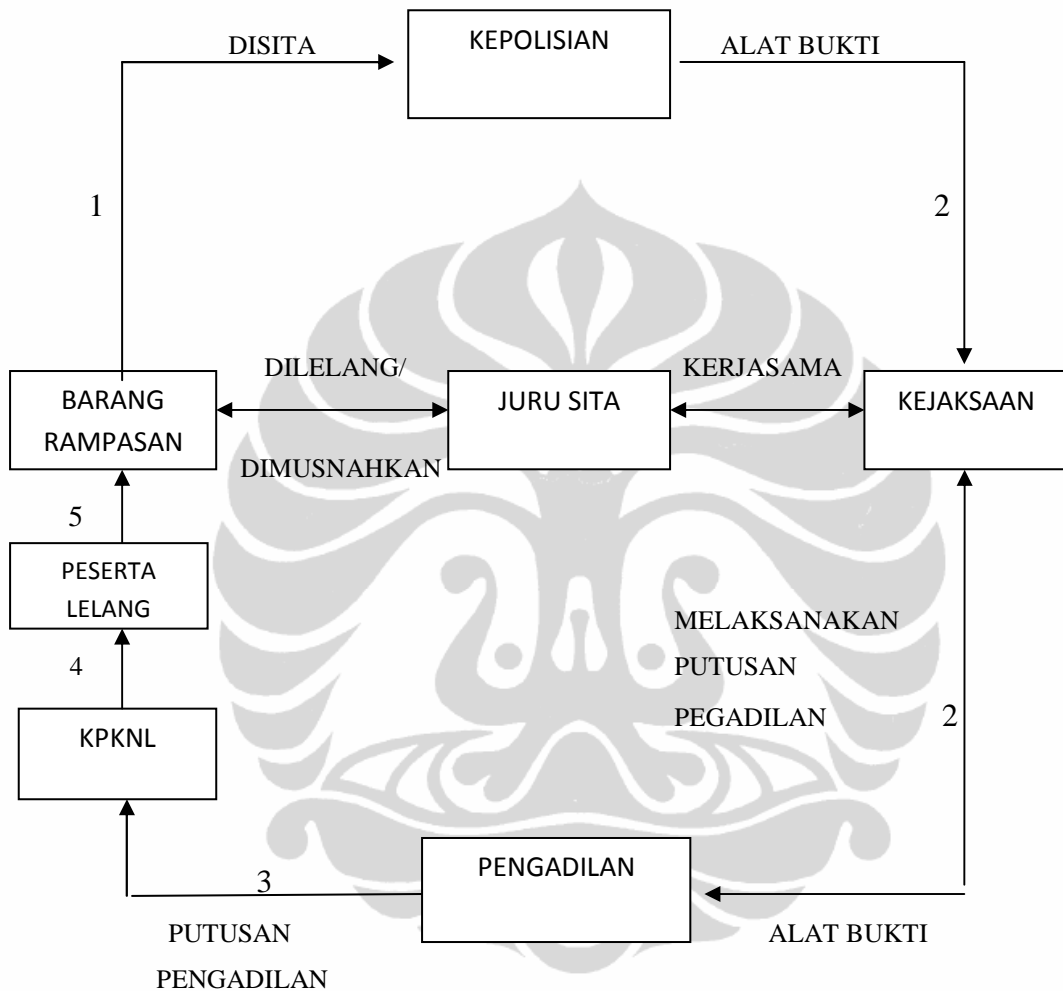 KEPOLISIAN
DISITA
ALAT BUKTI
1
2
DILELANG/
KERJASAMA
BARANG
RAMPASAN
JURU SITA
KEJAKSAAN
DIMUSNAHKAN
5
PESERTA
LELANG
MELAKSANAKAN
PUTUSAN
PEGADILAN
4
2
KPKNL
PENGADILAN
3
PUTUSAN
PENGADILAN
ALAT BUKTI